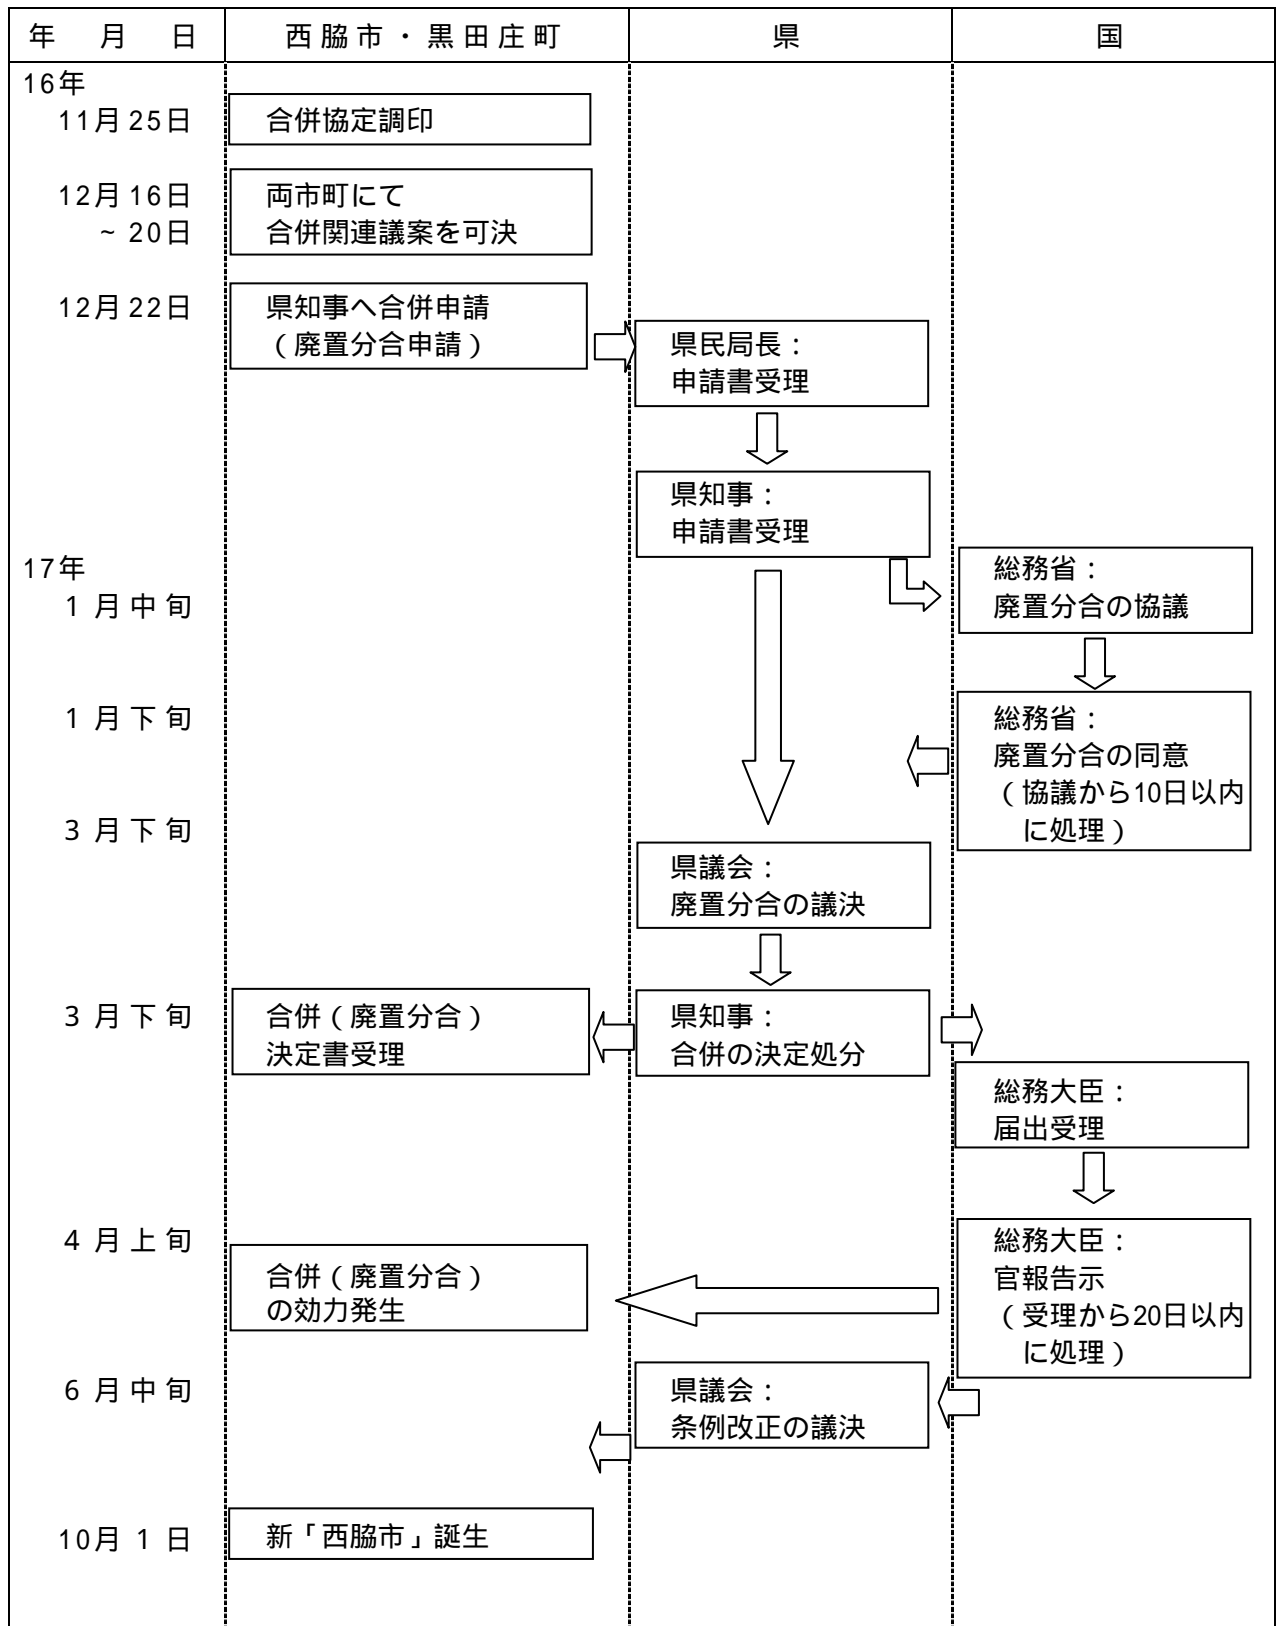 年　月　日　西脇市・黒田庄町　県　国
16年
11月25日　合併協定調印
12月16日　両市町にて
~ 20日　合併関連議案を可決
12月22日　県知事へ合併申請
（廃置分合申請）
県民局長：
申請書受理
県知事：
申請書受理
17年
1月中旬
総務省：
廃置分合の協議
1月下旬
総務省：
廃置分合の同意
（協議から10日以内
に処理）
3月下旬
県議会：
廃置分合の議決
3月下旬
合併（廃置分合）
決定書受理
県知事：
合併の決定処分
総務大臣：
届出受理
4月上旬
総務大臣：
官報告示
（受理から20日以内
に処理）
合併（廃置分合）
の効力発生
6月中旬
県議会：
条例改正の議決
10月1日　新「西脇市」誕生